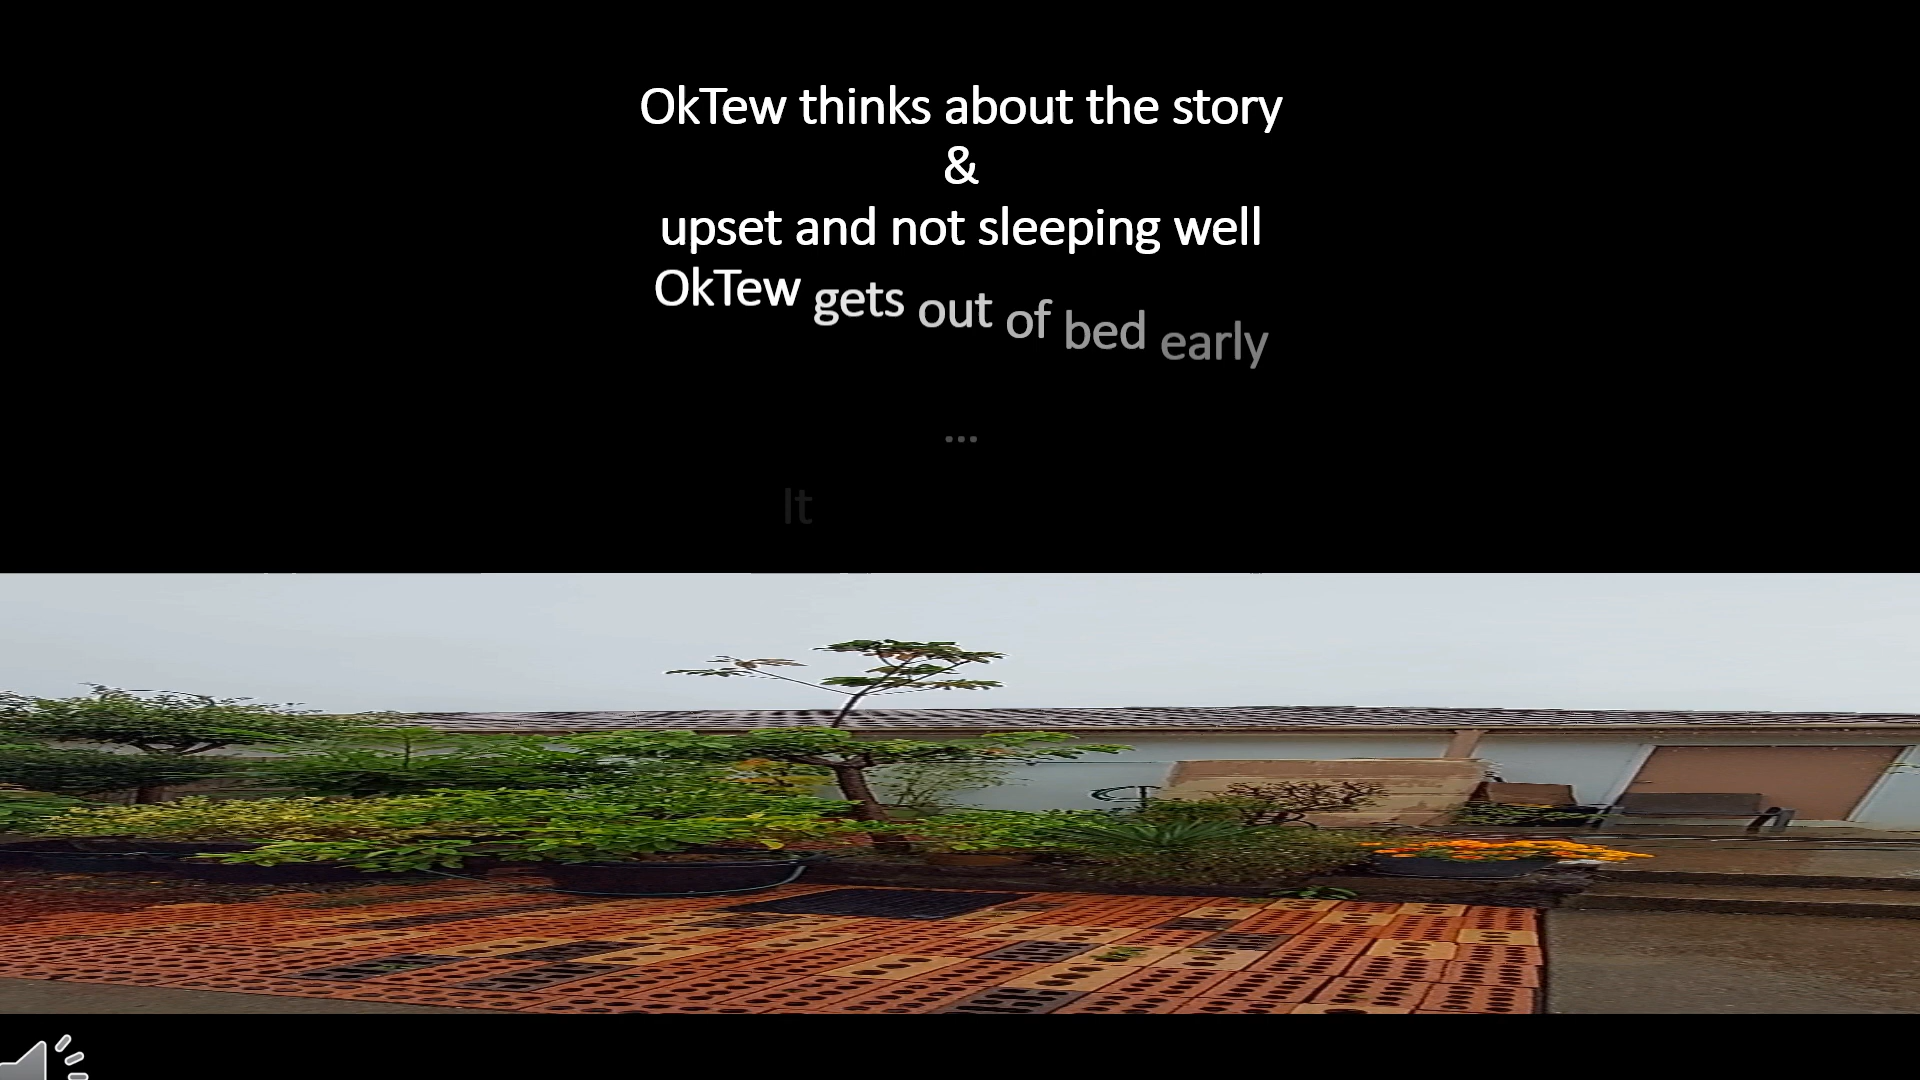 OkTew thinks about the story
&
upset and not sleeping well
OkTew gets out of bed early
...
It